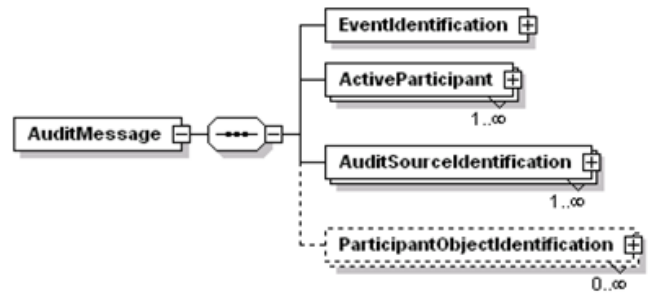 EventIdentification
ActiveParticipant
1..∞
AuditMessage
AuditSourceIdentification
1..∞
ParticipantObjectIdentification
0..∞